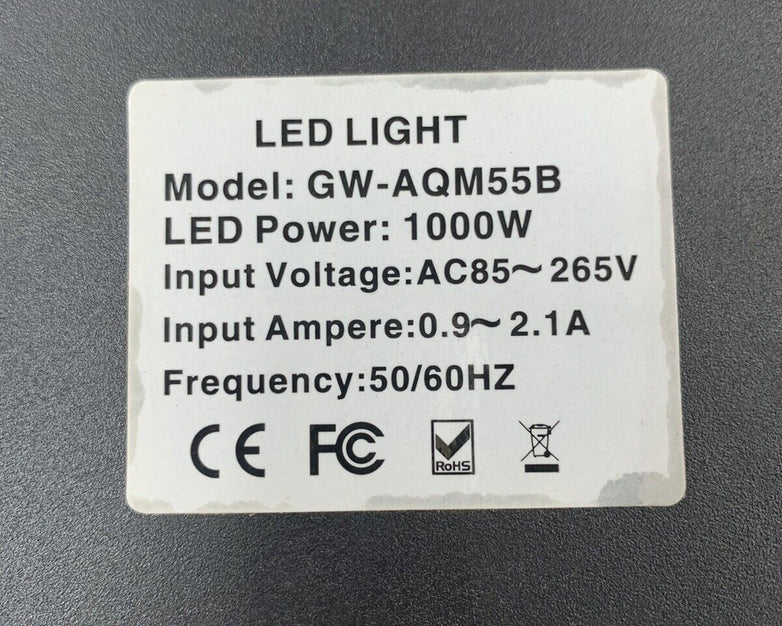 LED LIGHT
Model: GW-AQM55B
LED Power: 1000W
Input Voltage:AC85～265V
Input Ampere:0.9～2.1A
Frequency:50/60HZ
CE FC RoHS